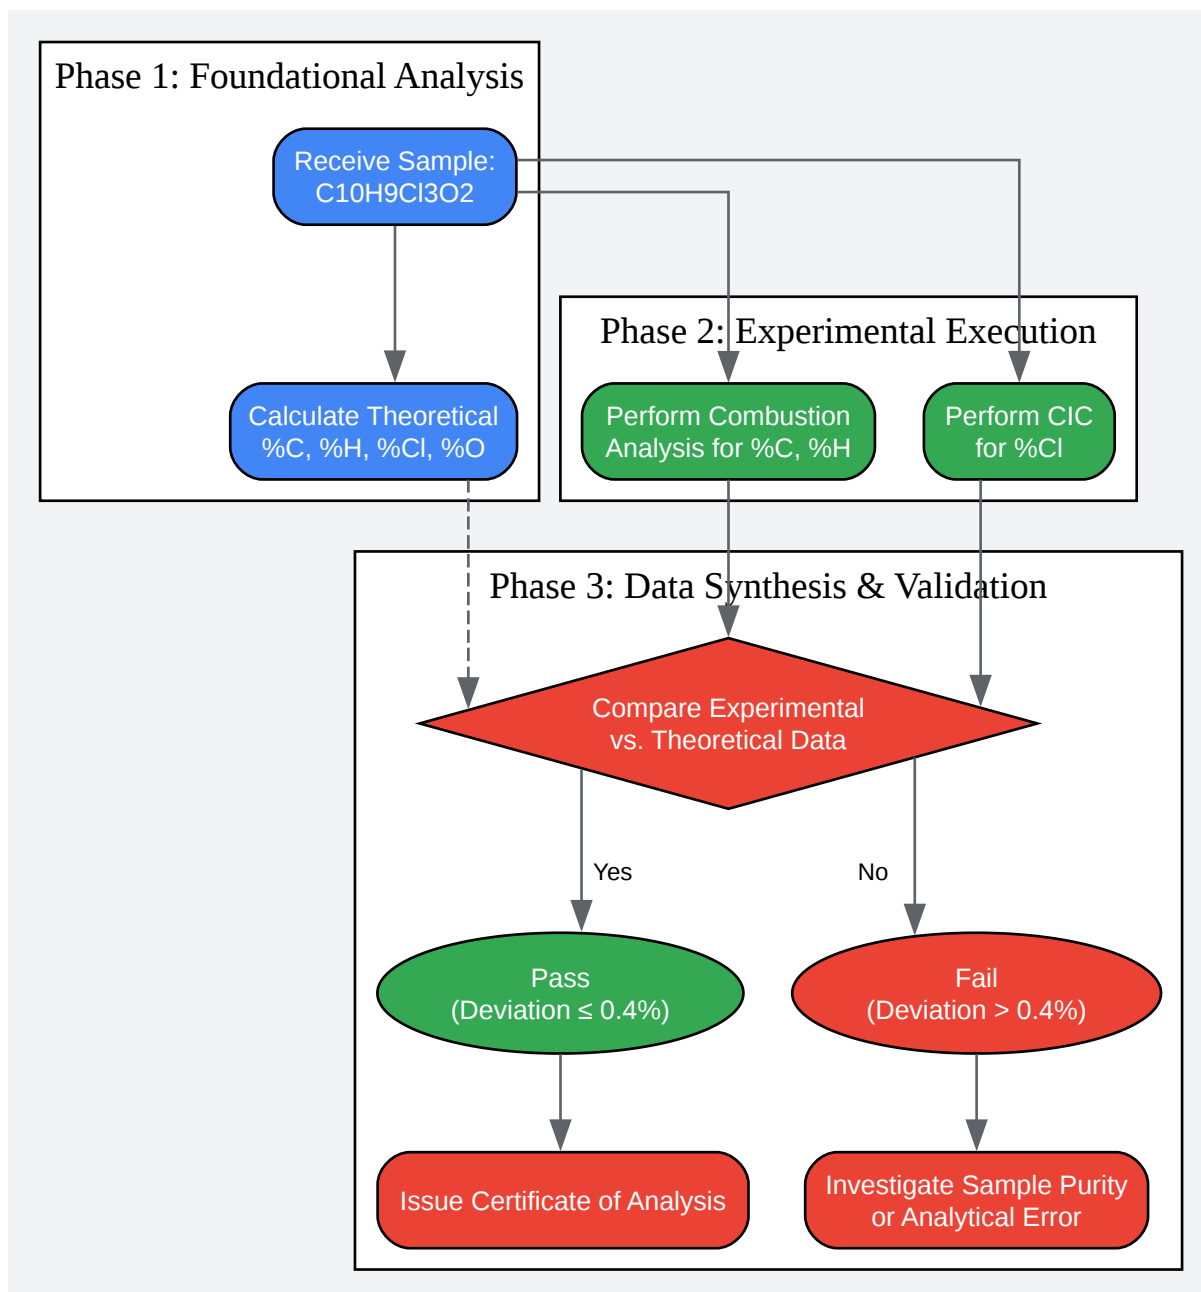 Phase 1: Foundational Analysis
Receive Sample:
C10H9Cl3O2
Calculate Theoretical
%C, %H, %Cl, %O
Phase 2: Experimental Execution
Perform Combustion
Analysis for %C, %H
Perform CIC
for %Cl
Phase 3: Data Synthesis & Validation
Compare Experimental
vs. Theoretical Data
Yes
No
Pass
(Deviation ≤ 0.4%)
Fail
(Deviation > 0.4%)
Issue Certificate of Analysis
Investigate Sample Purity
or Analytical Error